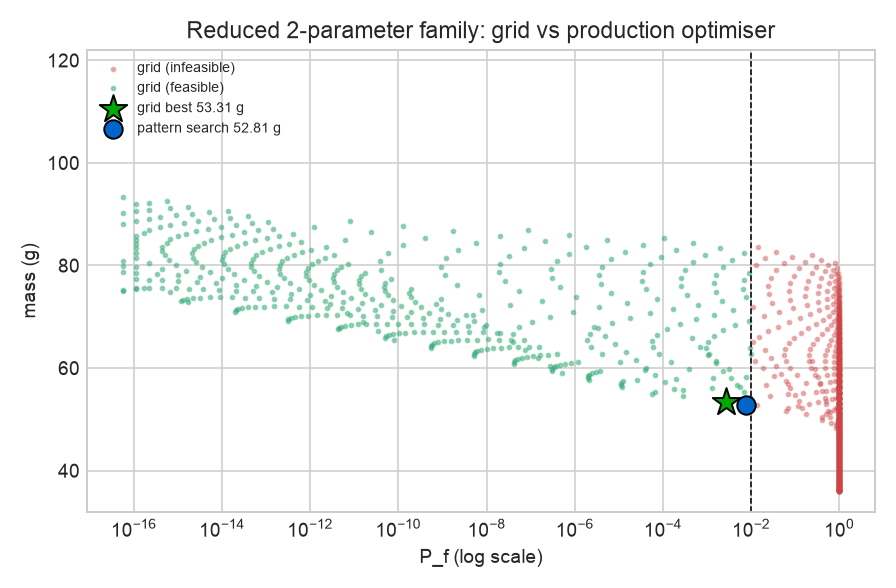 Reduced 2-parameter family: grid vs production optimiser
120
grid (infeasible)
grid (feasible)
grid best 53.31 g
pattern search 52.81 g
100
80
60
40
mass (g)
10⁻¹⁶ 10⁻¹⁴ 10⁻¹² 10⁻¹⁰ 10⁻⁸ 10⁻⁶ 10⁻⁴ 10⁻² 10⁰
P_f (log scale)